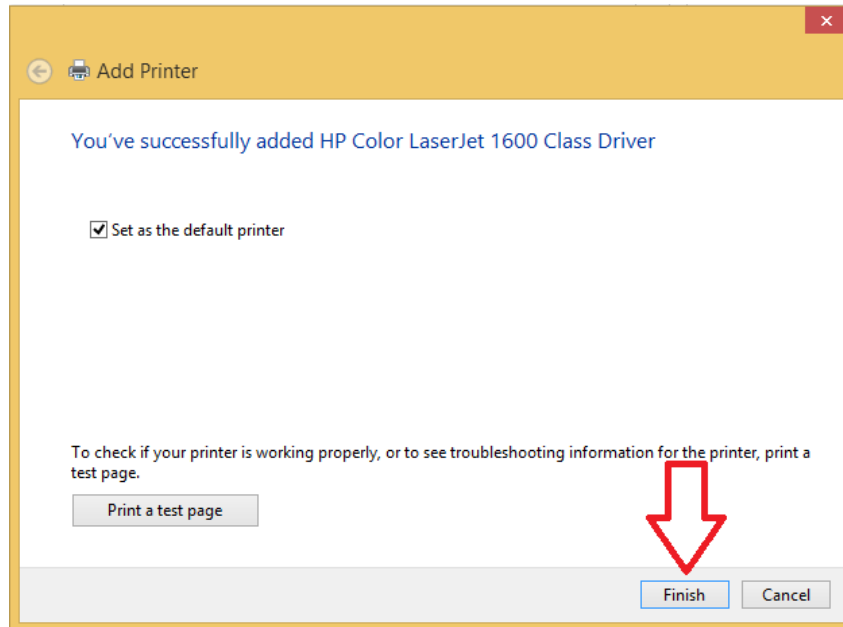 Add Printer
You've successfully added HP Color LaserJet 1600 Class Driver
Set as the default printer
To check if your printer is working properly, or to see troubleshooting information for the printer, print a
test page.
Print a test page
Finish
Cancel